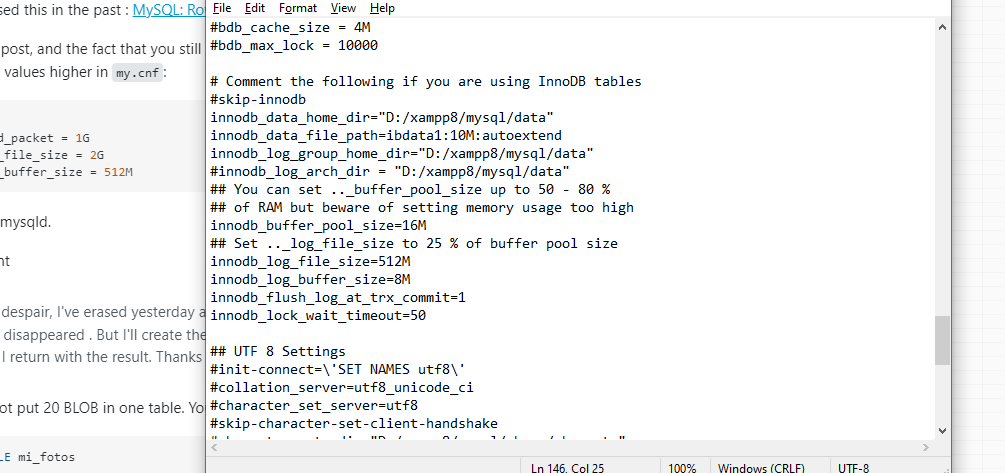 sed this in the past : MySQL: Ro
post, and the fact that you still
values higher in my.cnf:
d_packet = 1G
_file_size = 2G
_buffer_size = 512M
mysqld.
nt
despair, I've erased yesterday a
disappeared . But I'll create the
I return with the result. Thanks
ot put 20 BLOB in one table. Yo
LE mi_fotos
File Edit Format View Help
#bdb_cache_size = 4M
#bdb_max_lock = 10000
# Comment the following if you are using InnoDB tables
#skip-innodb
innodb_data_home_dir="D:/xampp8/mysql/data"
innodb_data_file_path=ibdata1:10M:autoextend
innodb_log_group_home_dir="D:/xampp8/mysql/data"
#innodb_log_arch_dir = "D:/xampp8/mysql/data"
## You can set .._buffer_pool_size up to 50 - 80 %
## of RAM but beware of setting memory usage too high
innodb_buffer_pool_size=16M
## Set .._log_file_size to 25 % of buffer pool size
innodb_log_file_size=512M
innodb_log_buffer_size=8M
innodb_flush_log_at_trx_commit=1
innodb_lock_wait_timeout=50
## UTF 8 Settings
#init-connect=\'SET NAMES utf8\'
#collation_server=utf8_unicode_ci
#character_set_server=utf8
#skip-character-set-client-handshake
Ln 146, Col 25 100% Windows (CRLF) UTF-8